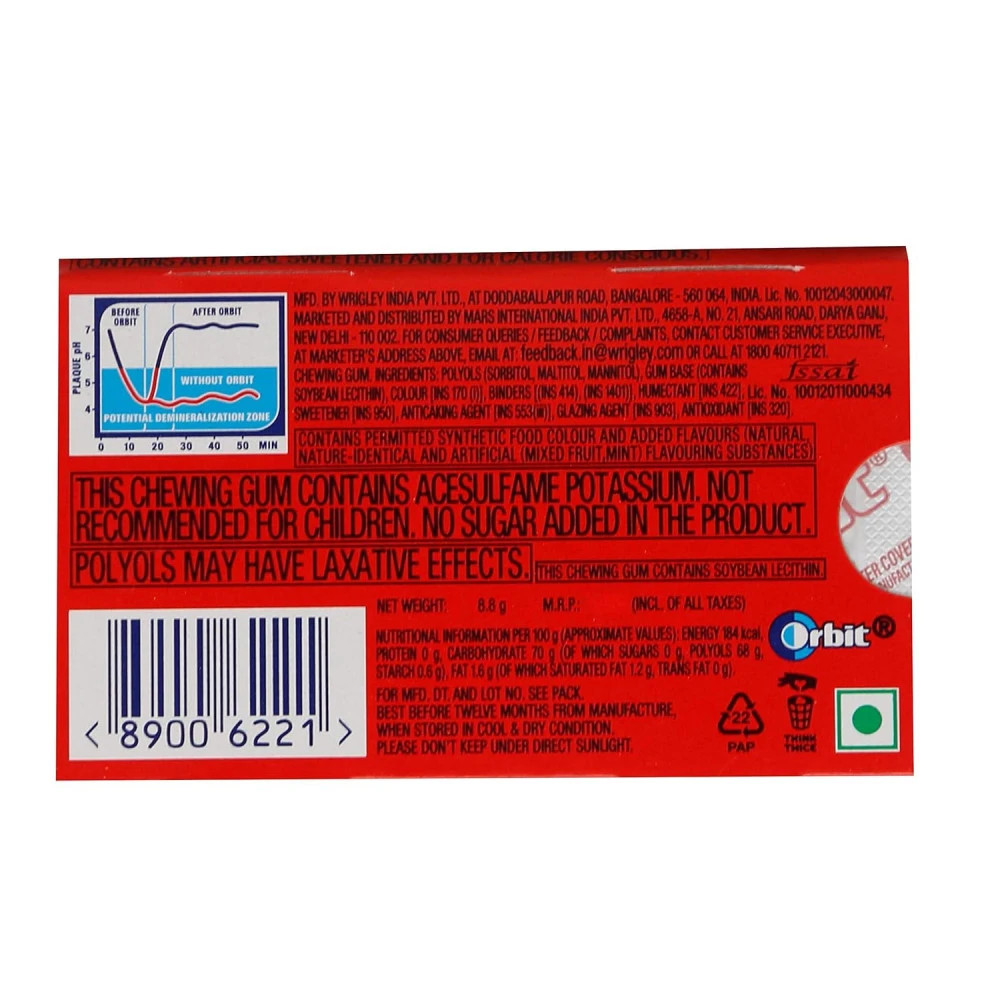 [CONTAINS ARTIFICIAL SWEETENER AND FOR CALORIE CONSCIOUS.]
BEFORE ORBIT
AFTER ORBIT
WITHOUT ORBIT
POTENTIAL DEMINERALIZATION ZONE
PLAQUE pH
7
6
5
4
0 10 20 30 40 50 MIN
MFD. BY WRIGLEY INDIA PVT. LTD., AT DODDABALLAPUR ROAD, BANGALORE - 560 064, INDIA. Lic. No. 10012043000047.
MARKETED AND DISTRIBUTED BY MARS INTERNATIONAL INDIA PVT. LTD., 4658-A, NO. 21, ANSARI ROAD, DARYA GANJ,
NEW DELHI - 110 002. FOR CONSUMER QUERIES / FEEDBACK / COMPLAINTS, CONTACT CUSTOMER SERVICE EXECUTIVE,
AT MARKETER'S ADDRESS ABOVE, EMAIL AT: feedback.in@wrigley.com OR CALL AT 1800 40711 2121.
CHEWING GUM. INGREDIENTS: POLYOLS (SORBITOL, MALTITOL, MANNITOL), GUM BASE (CONTAINS
SOYBEAN LECITHIN), COLOUR [INS 170 (i)], BINDERS [(INS 414), (INS 1401)], HUMECTANT [INS 422],
SWEETENER [INS 950], ANTICAKING AGENT [INS 553(iii)], GLAZING AGENT [INS 903], ANTIOXIDANT [INS 320].
fssai
Lic. No. 10012011000434
CONTAINS PERMITTED SYNTHETIC FOOD COLOUR AND ADDED FLAVOURS (NATURAL,
NATURE-IDENTICAL AND ARTIFICIAL (MIXED FRUIT,MINT) FLAVOURING SUBSTANCES)
THIS CHEWING GUM CONTAINS ACESULFAME POTASSIUM. NOT
RECOMMENDED FOR CHILDREN. NO SUGAR ADDED IN THE PRODUCT.
POLYOLS MAY HAVE LAXATIVE EFFECTS.
THIS CHEWING GUM CONTAINS SOYBEAN LECITHIN.
NET WEIGHT: 8.8 g M.R.P.: (INCL. OF ALL TAXES)
NUTRITIONAL INFORMATION PER 100 g (APPROXIMATE VALUES): ENERGY 184 kcal,
PROTEIN 0 g, CARBOHYDRATE 70 g (OF WHICH SUGARS 0 g, POLYOLS 68 g,
STARCH 0.6 g), FAT 1.6 g (OF WHICH SATURATED FAT 1.2 g, TRANS FAT 0 g).
FOR MFD. DT. AND LOT NO. SEE PACK.
BEST BEFORE TWELVE MONTHS FROM MANUFACTURE,
WHEN STORED IN COOL & DRY CONDITION.
PLEASE DON'T KEEP UNDER DIRECT SUNLIGHT.
< 8900 6221 >
Orbit®
22
PAP
THINK
TWICE